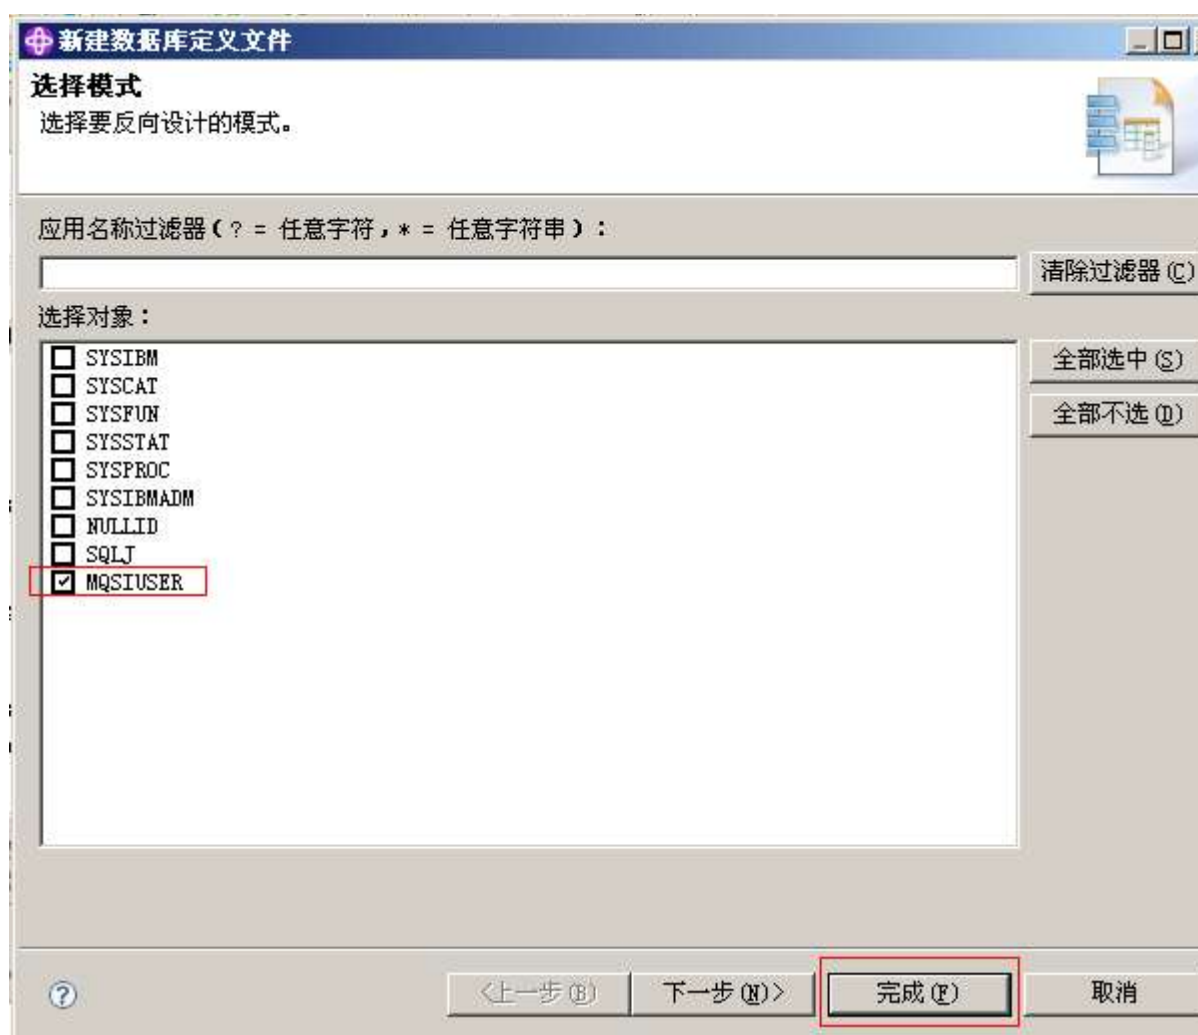 新建数据库定义文件
选择模式
选择要反向设计的模式。
应用名称过滤器(? = 任意字符,* = 任意字符串):
清除过滤器(C)
选择对象:
SYSIBM
全部选中(S)
SYSCAT
SYSFUN
全部不选(D)
SYSSTAT
SYSPROC
SYSIBMADM
NULLID
SQLJ
MQSIUSER
<上一步(B) 下一步(N)> 完成(F) 取消